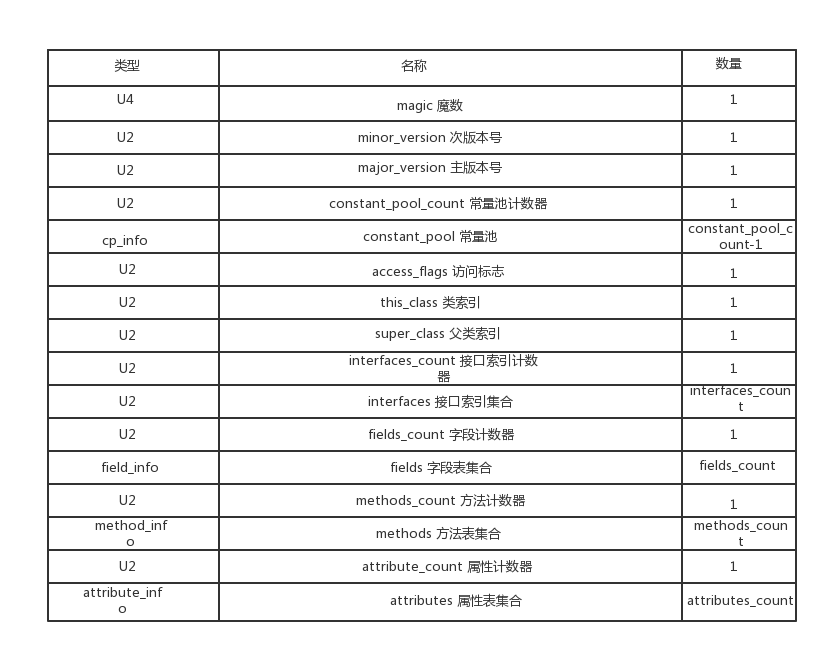 类型 名称 数量
U4 magic 魔数 1
U2 minor_version 次版本号 1
U2 major_version 主版本号 1
U2 constant_pool_count 常量池计数器 1
cp_info constant_pool 常量池 constant_pool_c
ount-1
U2 access_flags 访问标志 1
U2 this_class 类索引 1
U2 super_class 父类索引 1
U2 interfaces_count 接口索引计数 1
器
U2 interfaces 接口索引集合 interfaces_coun
t
U2 fields_count 字段计数器 1
field_info fields 字段表集合 fields_count
U2 methods_count 方法计数器 1
method_inf methods 方法表集合 methods_coun
o t
U2 attribute_count 属性计数器 1
attribute_inf attributes 属性表集合 attributes_count
o